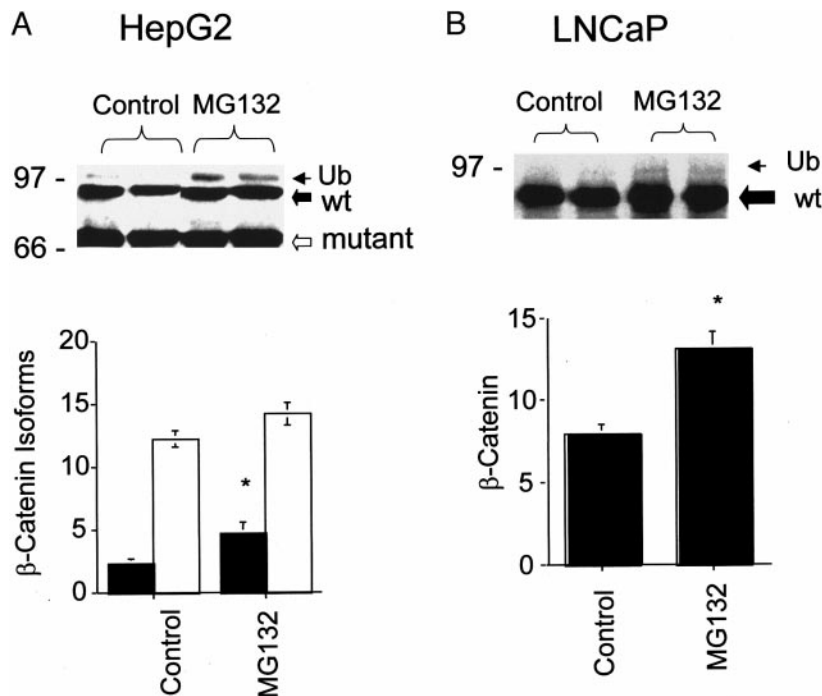 A HepG2
Control MG132
97 -
Ub
wt
66 -
mutant
β-Catenin Isoforms
20
15
10
5
0
*
Control
MG132
B LNCaP
Control MG132
97 -
Ub
wt
β-Catenin
15
10
5
0
*
Control
MG132